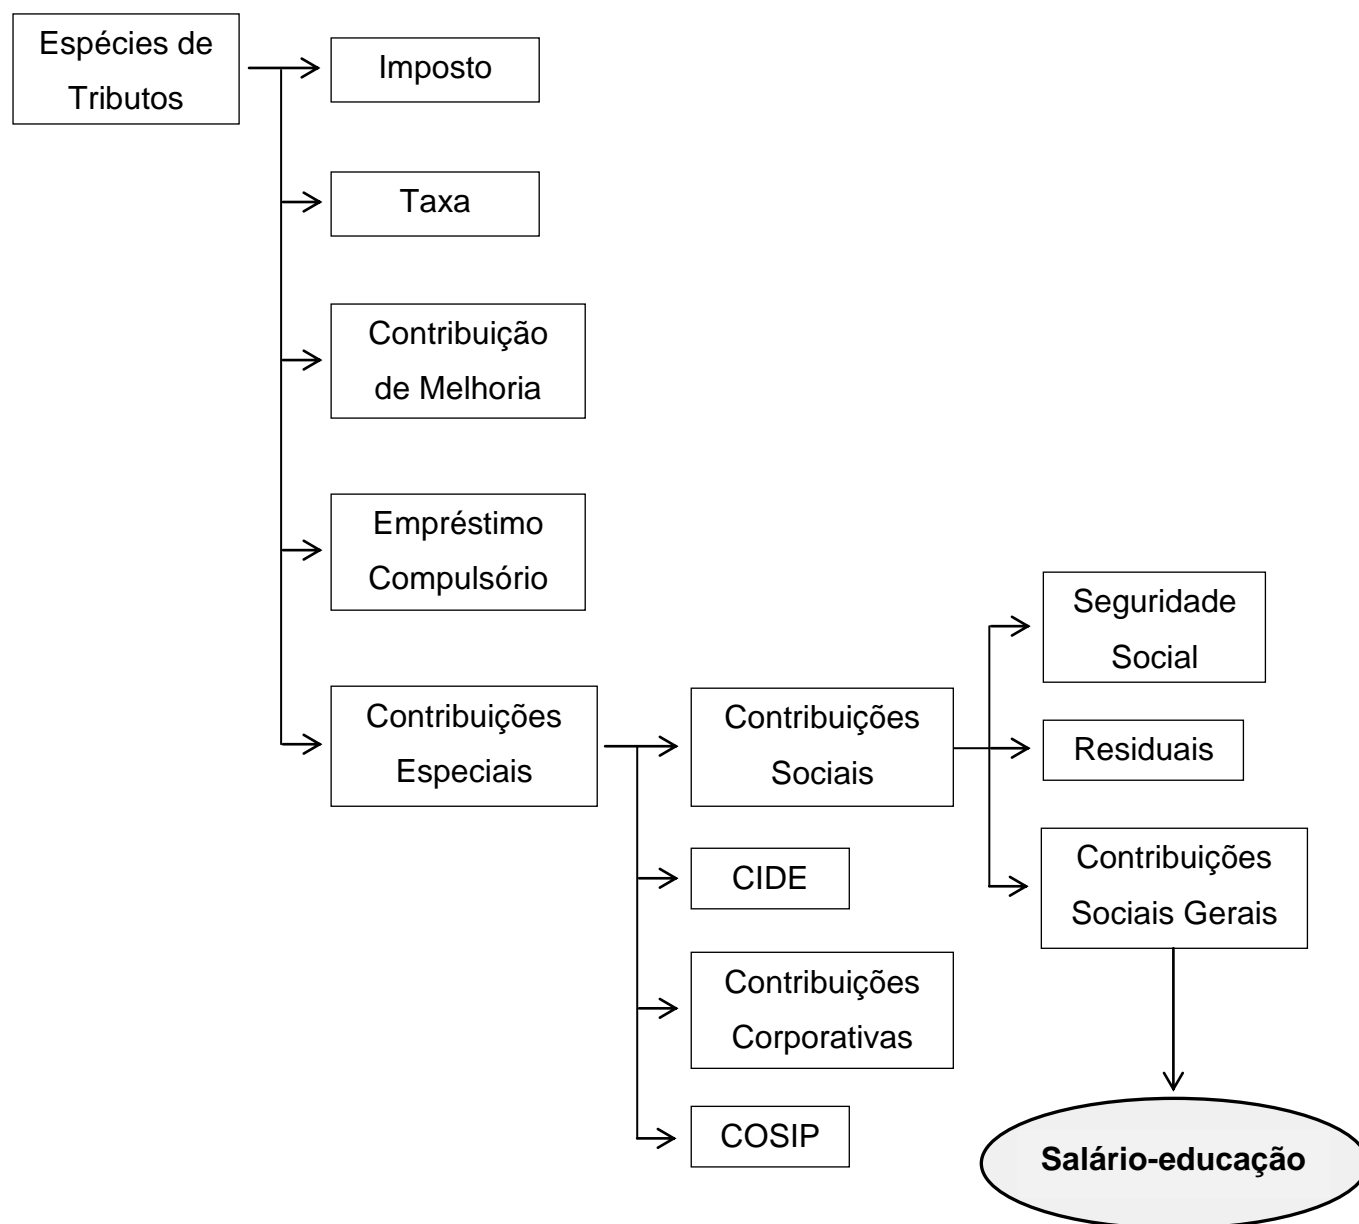 Espécies de
Tributos
Imposto
Taxa
Contribuição
de Melhoria
Empréstimo
Compulsório
Contribuições
Especiais
Contribuições
Sociais
CIDE
Contribuições
Corporativas
COSIP
Seguridade
Social
Residuais
Contribuições
Sociais Gerais
Salário-educação